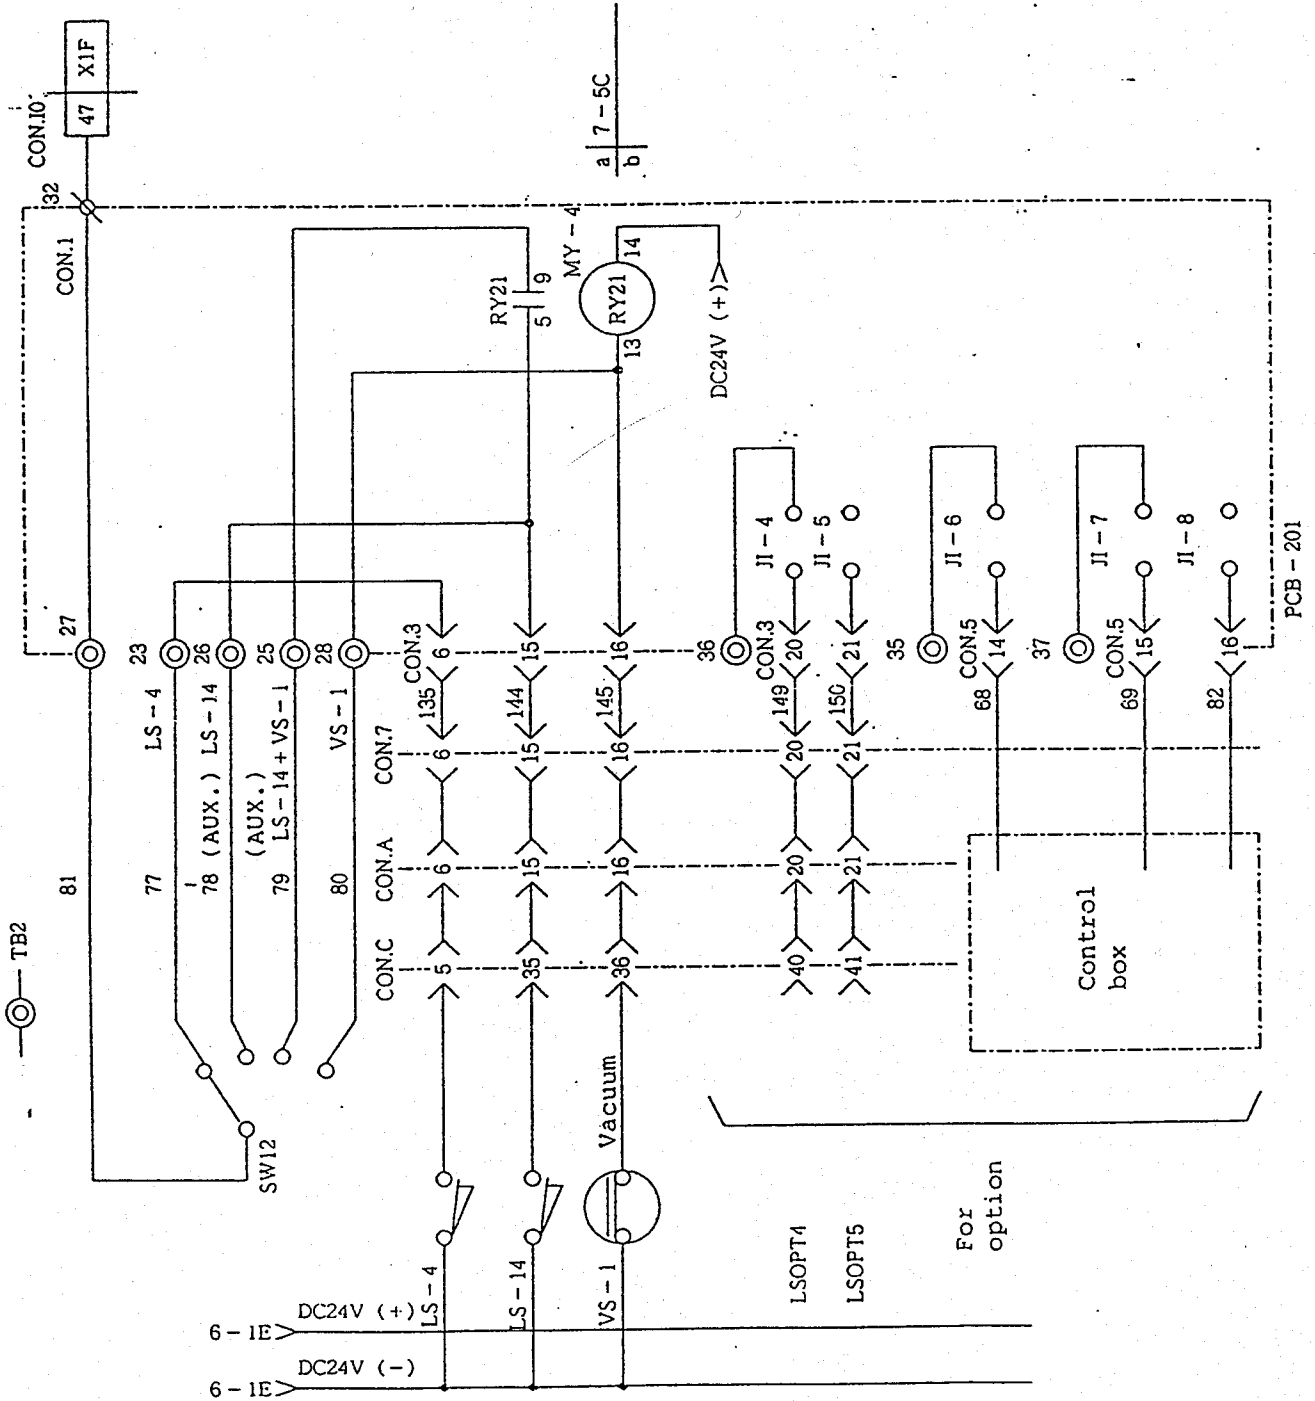 TB2
81
27
CON.1
32
CON.10
47 X1F
77
LS-4
23
78 (AUX.) LS-14
26
(AUX.)
79 LS-14+VS-1
25
80
VS-1
28
SW12
CON.C
CON.A
CON.7
CON.3
LS-4
5
6
6
135
6
LS-14
35
15
15
144
15
5
9
RY21
VS-1
Vacuum
36
16
16
145
16
13
RY21
14
MY-4
DC24V (+)
a
b
7-5C
36
LSOPT4
40
20
20
149
20
CON.3
JI-4
LSOPT5
41
21
21
150
21
JI-5
35
68
14
CON.5
JI-6
37
69
15
CON.5
JI-7
82
16
JI-8
PCB-201
Control
box
For
option
6-1E
DC24V (+)
6-1E
DC24V (-)